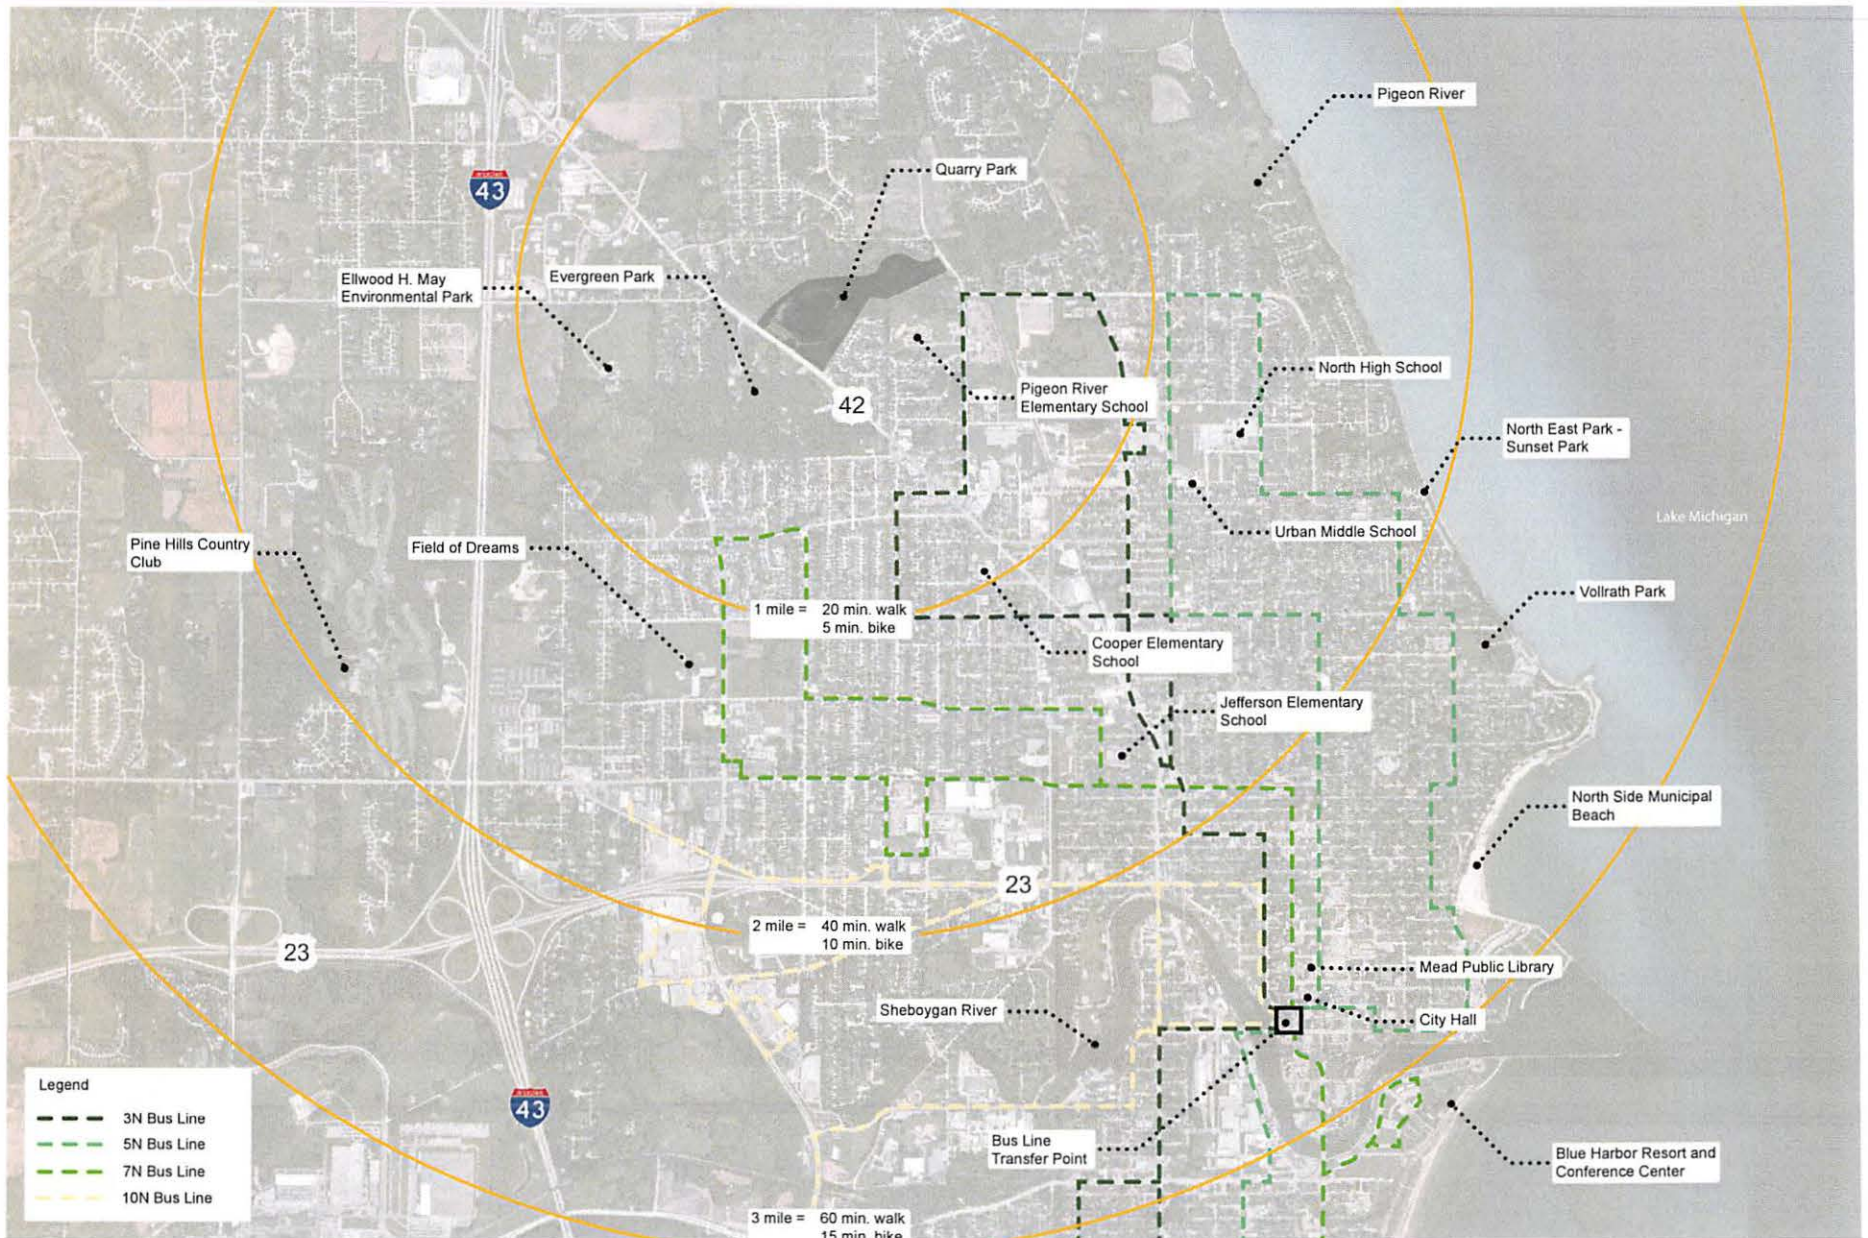 Pigeon River
Quarry Park
43
Ellwood H. May
Environmental Park
Evergreen Park
42
Pigeon River
Elementary School
North High School
North East Park -
Sunset Park
Lake Michigan
Urban Middle School
Pine Hills Country
Club
Field of Dreams
1 mile = 20 min. walk
5 min. bike
Vollrath Park
Cooper Elementary
School
Jefferson Elementary
School
North Side Municipal
Beach
23
2 mile = 40 min. walk
10 min. bike
23
Mead Public Library
Sheboygan River
City Hall
Legend
3N Bus Line
5N Bus Line
7N Bus Line
10N Bus Line
43
Bus Line
Transfer Point
Blue Harbor Resort and
Conference Center
3 mile = 60 min. walk
15 min. bike